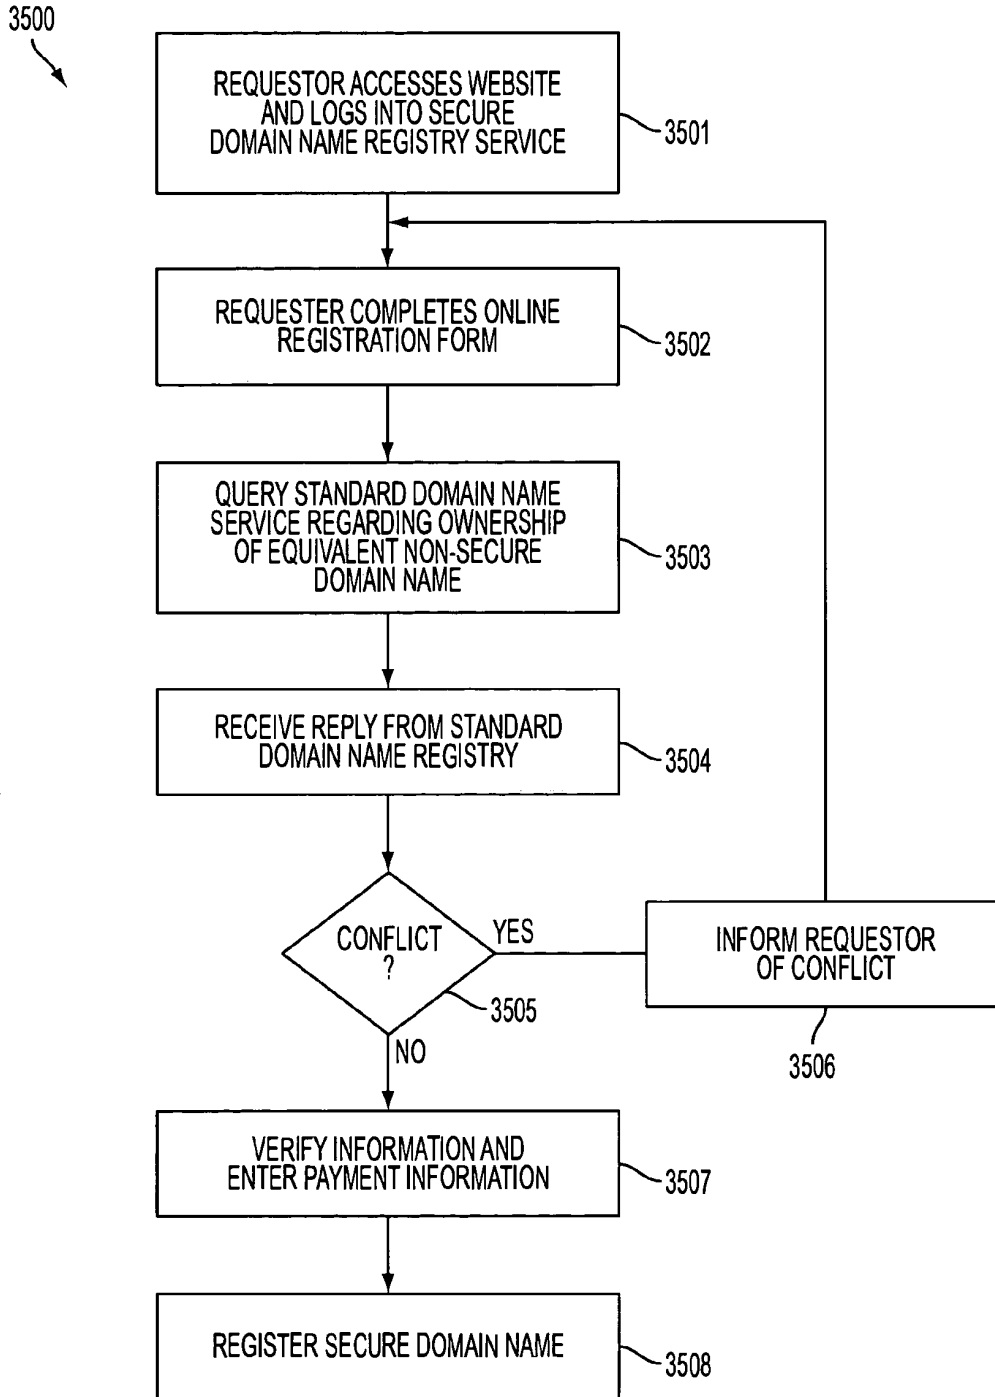 3500
REQUESTOR ACCESSES WEBSITE
AND LOGS INTO SECURE
DOMAIN NAME REGISTRY SERVICE
3501
REQUESTER COMPLETES ONLINE
REGISTRATION FORM
3502
QUERY STANDARD DOMAIN NAME
SERVICE REGARDING OWNERSHIP
OF EQUIVALENT NON-SECURE
DOMAIN NAME
3503
RECEIVE REPLY FROM STANDARD
DOMAIN NAME REGISTRY
3504
CONFLICT
?
YES
3505
NO
INFORM REQUESTOR
OF CONFLICT
3506
VERIFY INFORMATION AND
ENTER PAYMENT INFORMATION
3507
REGISTER SECURE DOMAIN NAME
3508